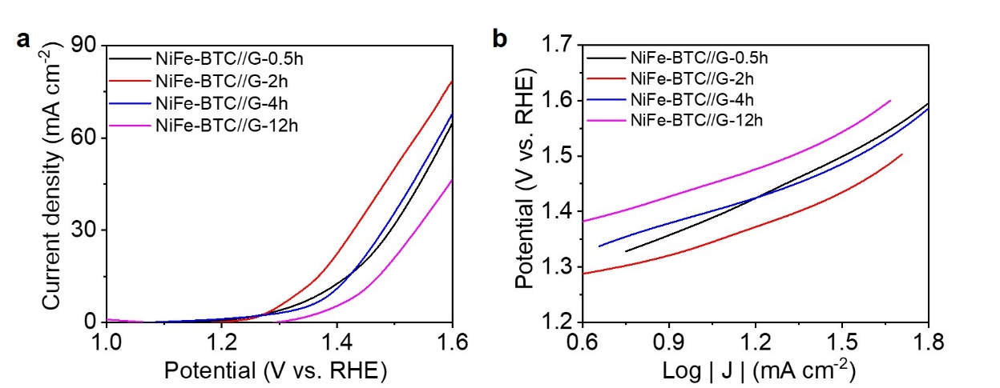 a
Current density (mA cm-2)
90
60
30
0
NiFe-BTC//G-0.5h
NiFe-BTC//G-2h
NiFe-BTC//G-4h
NiFe-BTC//G-12h
1.0 1.2 1.4 1.6
Potential (V vs. RHE)
b
Potential (V vs. RHE)
1.7
1.6
1.5
1.4
1.3
1.2
NiFe-BTC//G-0.5h
NiFe-BTC//G-2h
NiFe-BTC//G-4h
NiFe-BTC//G-12h
0.6 0.9 1.2 1.5 1.8
Log | J | (mA cm-2)